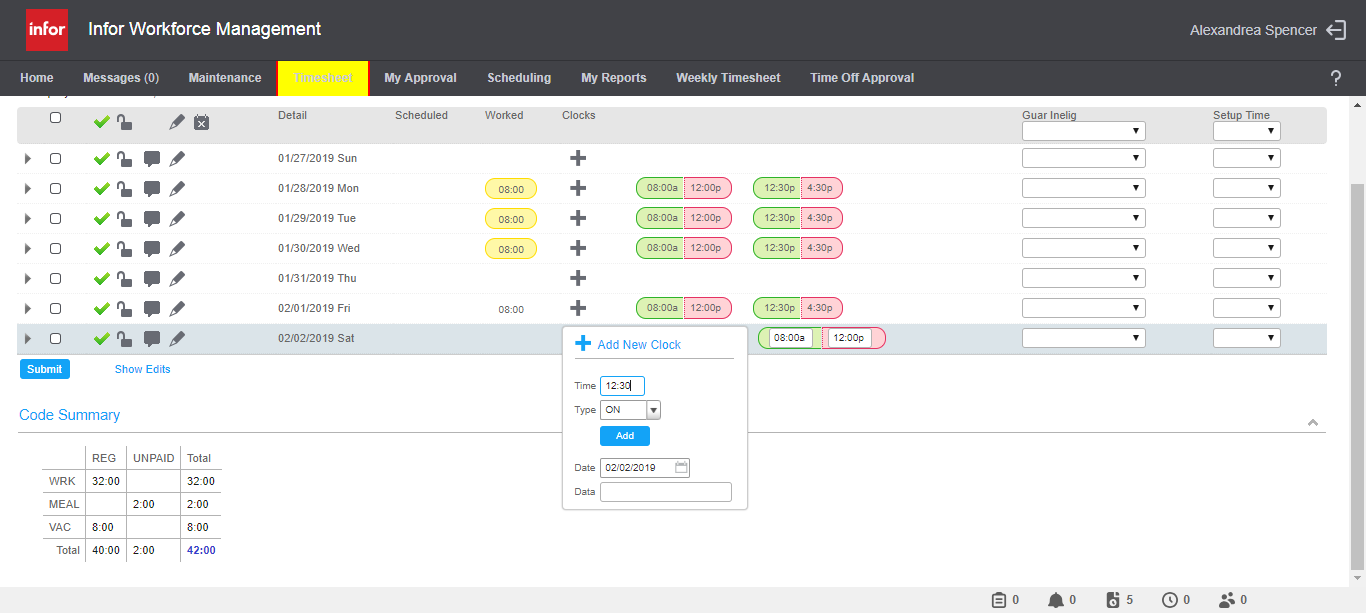 infor Infor Workforce Management Alexandrea Spencer
Home Messages (0) Maintenance Timesheet My Approval Scheduling My Reports Weekly Timesheet Time Off Approval ?
Detail Scheduled Worked Clocks Guar Inelig Setup Time
01/27/2019 Sun
01/28/2019 Mon 08:00 08:00a 12:00p 12:30p 4:30p
01/29/2019 Tue 08:00 08:00a 12:00p 12:30p 4:30p
01/30/2019 Wed 08:00 08:00a 12:00p 12:30p 4:30p
01/31/2019 Thu
02/01/2019 Fri 08:00 08:00a 12:00p 12:30p 4:30p
02/02/2019 Sat 08:00a 12:00p
Add New Clock
Time 12:30
Type ON
Add
Date 02/02/2019
Data
Submit Show Edits
Code Summary
REG UNPAID Total
WRK 32:00 32:00
MEAL 2:00 2:00
VAC 8:00 8:00
Total 40:00 2:00 42:00
0 0 5 0 0